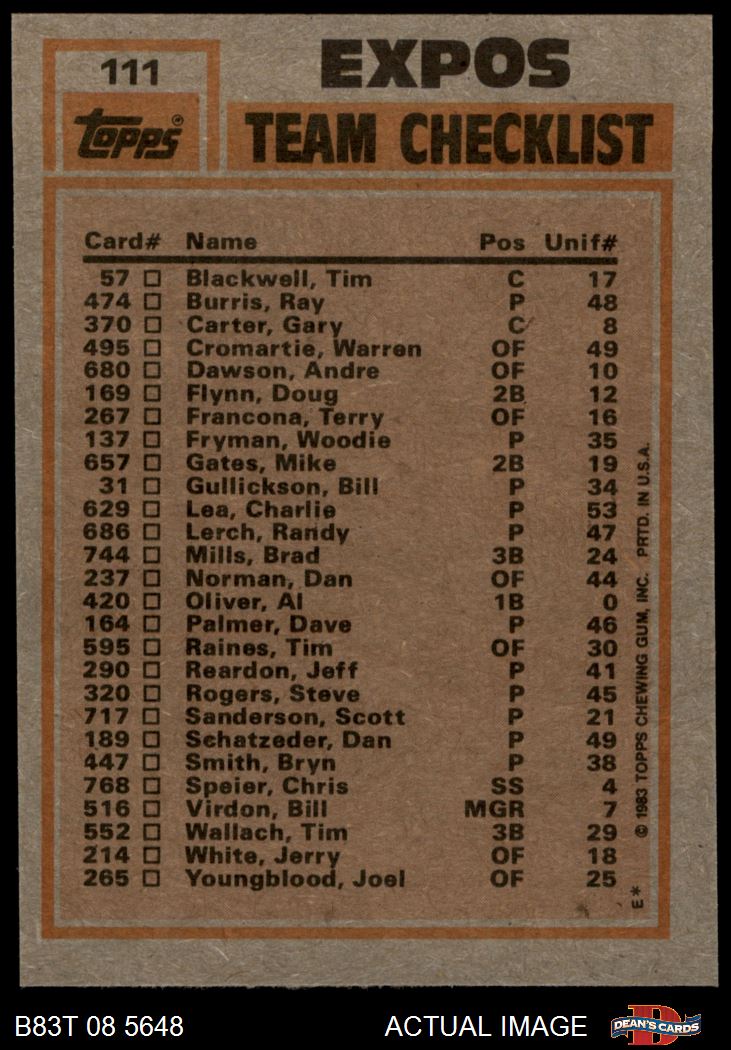 111
EXPOS
Topps®
TEAM CHECKLIST
Card# Name Pos Unif#
57 □ Blackwell, Tim C 17
474 □ Burris, Ray P 48
370 □ Carter, Gary C 8
495 □ Cromartie, Warren OF 49
680 □ Dawson, Andre OF 10
169 □ Flynn, Doug 2B 12
267 □ Francona, Terry OF 16
137 □ Fryman, Woodie P 35
657 □ Gates, Mike 2B 19
31 □ Gullickson, Bill P 34
629 □ Lea, Charlie P 53
686 □ Lerch, Randy P 47
744 □ Mills, Brad 3B 24
237 □ Norman, Dan OF 44
420 □ Oliver, Al 1B 0
164 □ Palmer, Dave P 46
595 □ Raines, Tim OF 30
290 □ Reardon, Jeff P 41
320 □ Rogers, Steve P 45
717 □ Sanderson, Scott P 21
189 □ Schatzeder, Dan P 49
447 □ Smith, Bryn P 38
768 □ Speier, Chris SS 4
516 □ Virdon, Bill MGR 7
552 □ Wallach, Tim 3B 29
214 □ White, Jerry OF 18
265 □ Youngblood, Joel OF 25
E* © 1983 TOPPS CHEWING GUM, INC. PRTD. IN U.S.A.
B83T 08 5648 ACTUAL IMAGE
D
DEAN'S CARDS